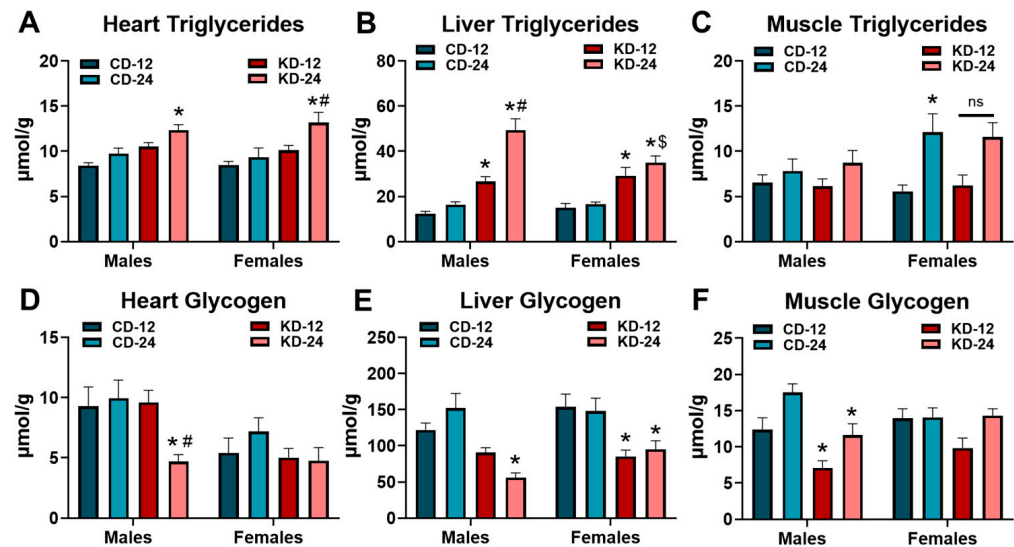 A Heart Triglycerides
CD-12 KD-12
CD-24 KD-24
µmol/g
20
15
10
5
0
*
*#
Males Females
B Liver Triglycerides
CD-12 KD-12
CD-24 KD-24
µmol/g
80
60
40
20
0
*
*#
*
*$
Males Females
C Muscle Triglycerides
CD-12 KD-12
CD-24 KD-24
µmol/g
20
15
10
5
0
*
ns
Males Females
D Heart Glycogen
CD-12 KD-12
CD-24 KD-24
µmol/g
15
10
5
0
*#
Males Females
E Liver Glycogen
CD-12 KD-12
CD-24 KD-24
µmol/g
250
200
150
100
50
0
*
*
*
Males Females
F Muscle Glycogen
CD-12 KD-12
CD-24 KD-24
µmol/g
25
20
15
10
5
0
*
*
Males Females